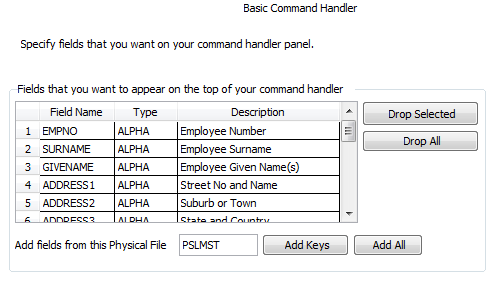 Basic Command Handler
Specify fields that you want on your command handler panel.
Fields that you want to appear on the top of your command handler
Field Name Type Description
1 EMPNO ALPHA Employee Number
2 SURNAME ALPHA Employee Surname
3 GIVENAME ALPHA Employee Given Name(s)
4 ADDRESS1 ALPHA Street No and Name
5 ADDRESS2 ALPHA Suburb or Town
6 ADDRESS3 ALPHA State and Country
Drop Selected
Drop All
Add fields from this Physical File PSLMST Add Keys Add All